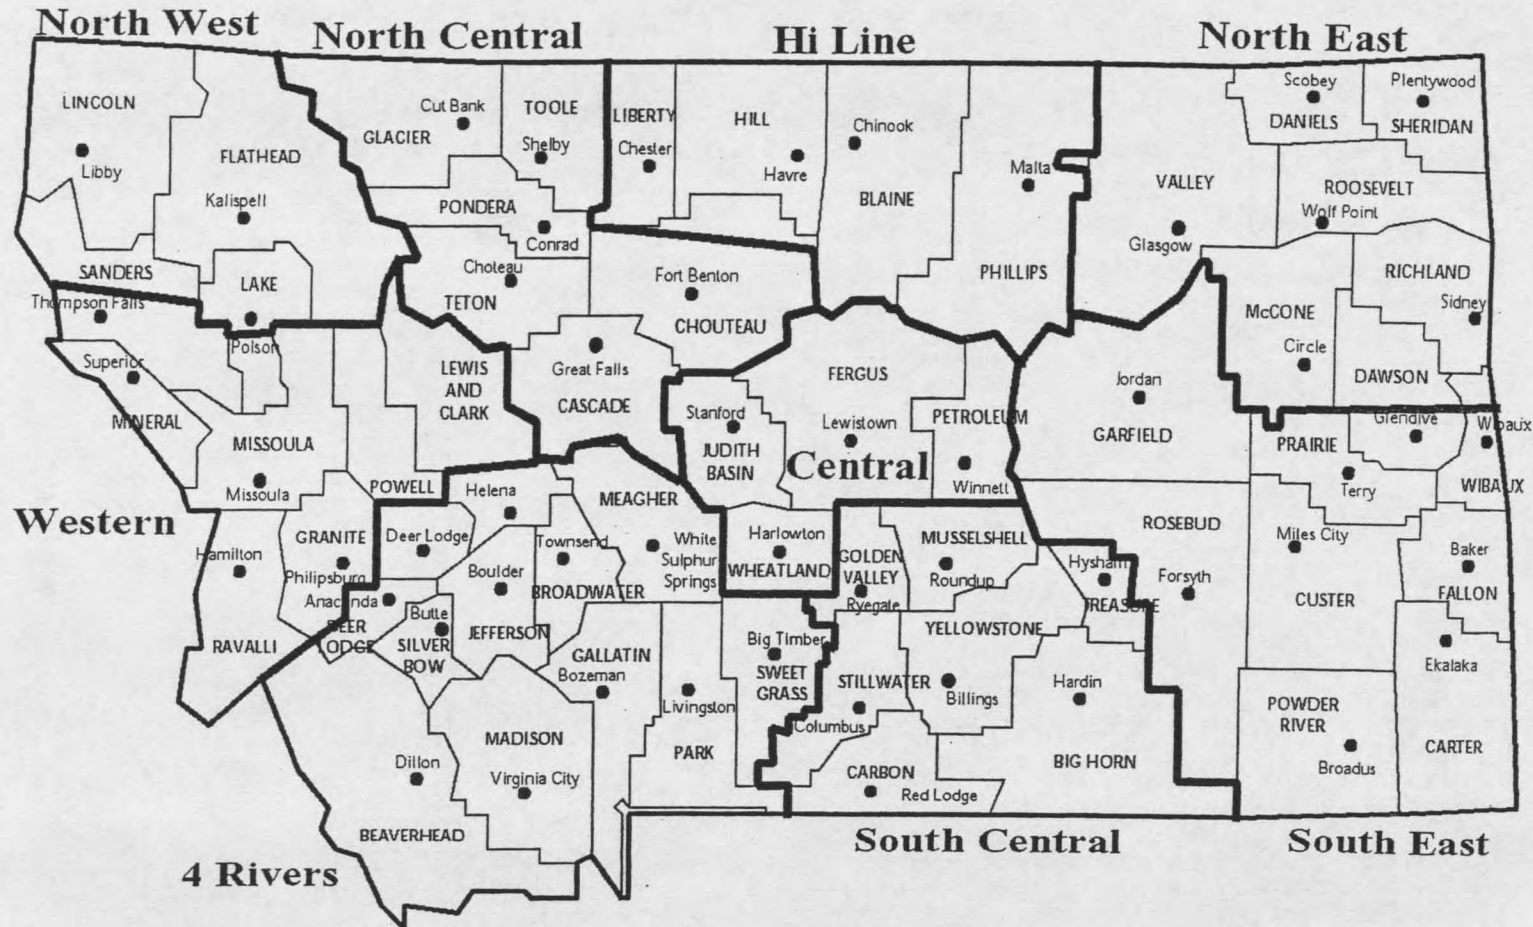 North West
North Central
Hi Line
North East
LINCOLN
Libby
FLATHEAD
Kalispell
SANDERS
LAKE
Thompson Falls
Polson
Cut Bank
GLACIER
TOOLE
Shelby
PONDERA
Conrad
Choteau
TETON
LIBERTY
Chester
HILL
Havre
Chinook
BLAINE
Malta
PHILLIPS
Fort Benton
CHOUTEAU
Scobey
DANIELS
Plentywood
SHERIDAN
VALLEY
Glasgow
ROOSEVELT
Wolf Point
RICHLAND
Sidney
McCONE
Circle
DAWSON
Glendive
Superior
MINERAL
MISSOULA
Missoula
POWELL
LEWIS
AND
CLARK
Great Falls
CASCADE
Stanford
JUDITH
BASIN
FERGUS
Lewistown
PETROLEUM
Winnett
Central
Jordan
GARFIELD
PRAIRIE
Terry
Wibaux
WIBAUX
Western
Hamilton
RAVALLI
GRANITE
Philipsburg
Deer Lodge
Anaconda
DEER
LODGE
Helena
Boulder
JEFFERSON
Butte
SILVER
BOW
Townsend
BROADWATER
MEAGHER
White
Sulphur
Springs
Harlowton
WHEATLAND
GOLDEN
VALLEY
Ryegate
MUSSELSHELL
Roundup
Hysham
TREASURE
ROSEBUD
Forsyth
Miles City
CUSTER
Baker
FALLON
Ekalaka
CARTER
POWDER
RIVER
Broadus
GALLATIN
Bozeman
Livingston
PARK
Big Timber
SWEET
GRASS
STILLWATER
Columbus
YELLOWSTONE
Billings
Hardin
BIG HORN
CARBON
Red Lodge
MADISON
Virginia City
Dillon
BEAVERHEAD
4 Rivers
South Central
South East